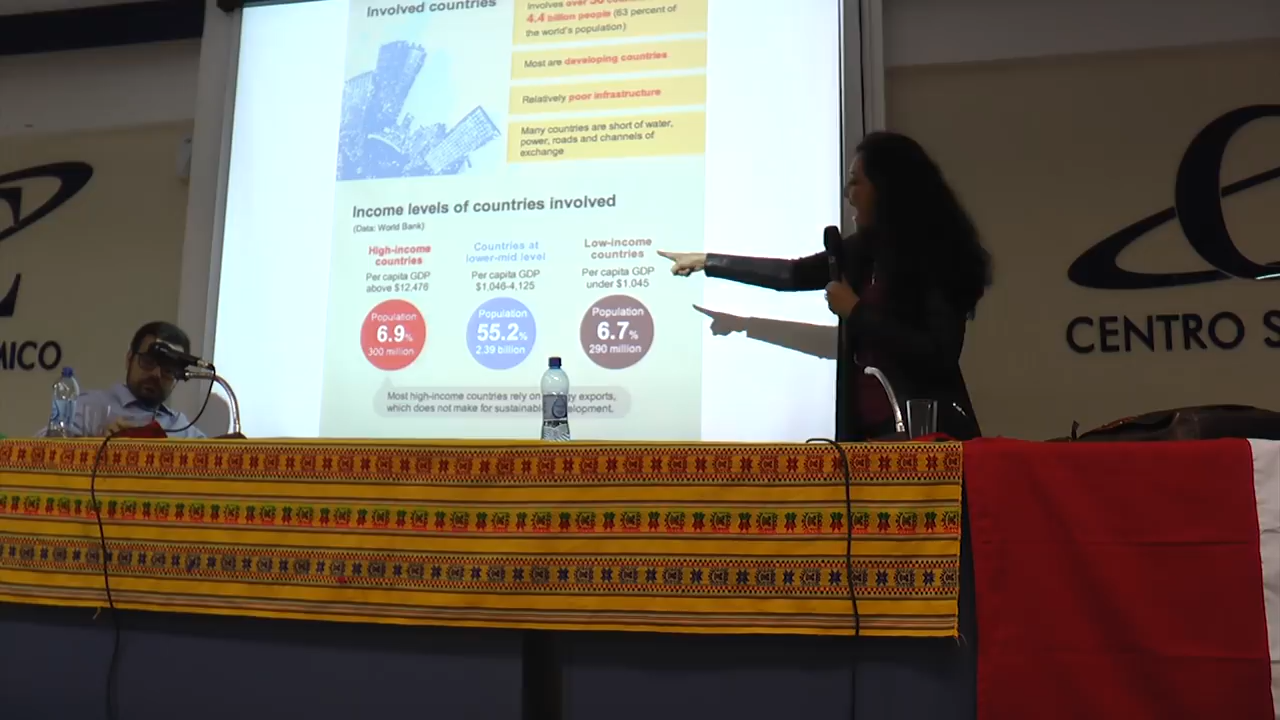 Involved countries
Involves over
4.4 billion people (63 percent of
the world's population)
Most are developing countries
Relatively poor infrastructure
Many countries are short of water,
power, roads and channels of
exchange
Income levels of countries involved
(Data: World Bank)
High-income
countries
Per capita GDP
above $12,476
Population
6.9%
300 million
Countries at
lower-mid level
Per capita GDP
$1,046-4,125
Population
55.2%
2.39 billion
Low-income
countries
Per capita GDP
under $1,045
Population
6.7%
290 million
Most high-income countries rely on exports,
which does not make for sustainable
MICO
CENTRO S